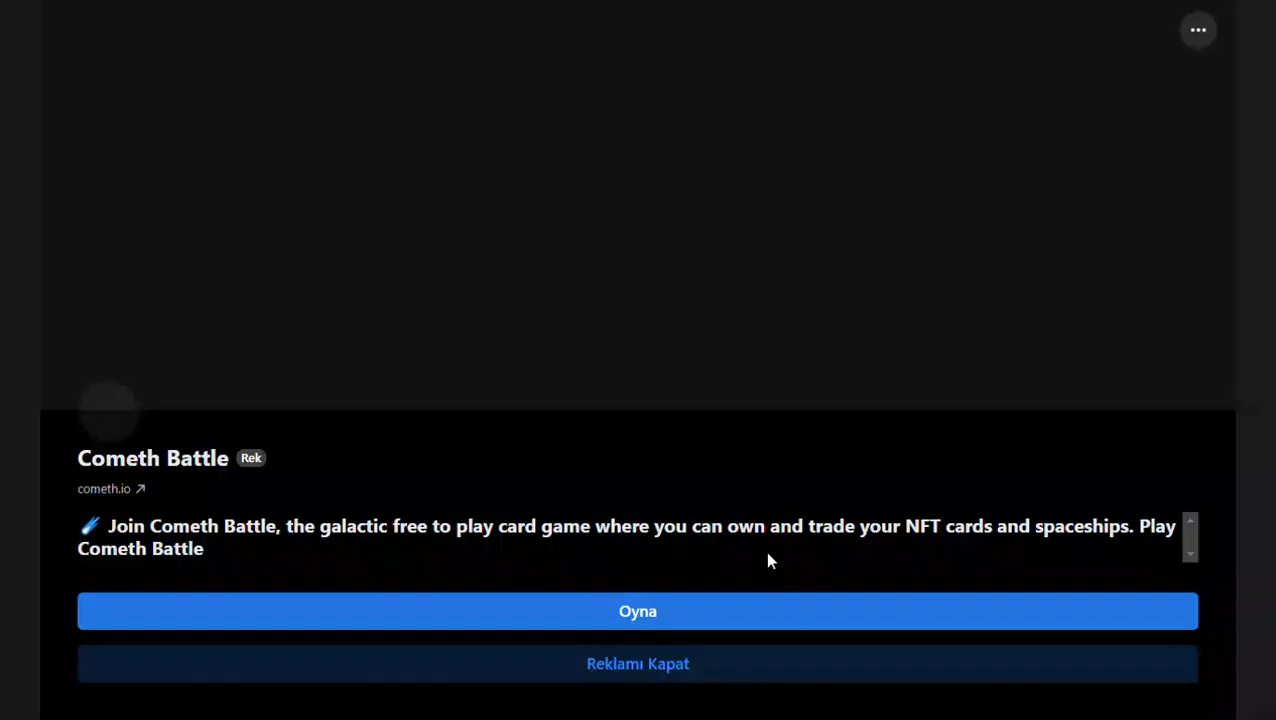 Cometh Battle Rek
cometh.io
Join Cometh Battle, the galactic free to play card game where you can own and trade your NFT cards and spaceships. Play
Cometh Battle
Oyna
Reklamı Kapat